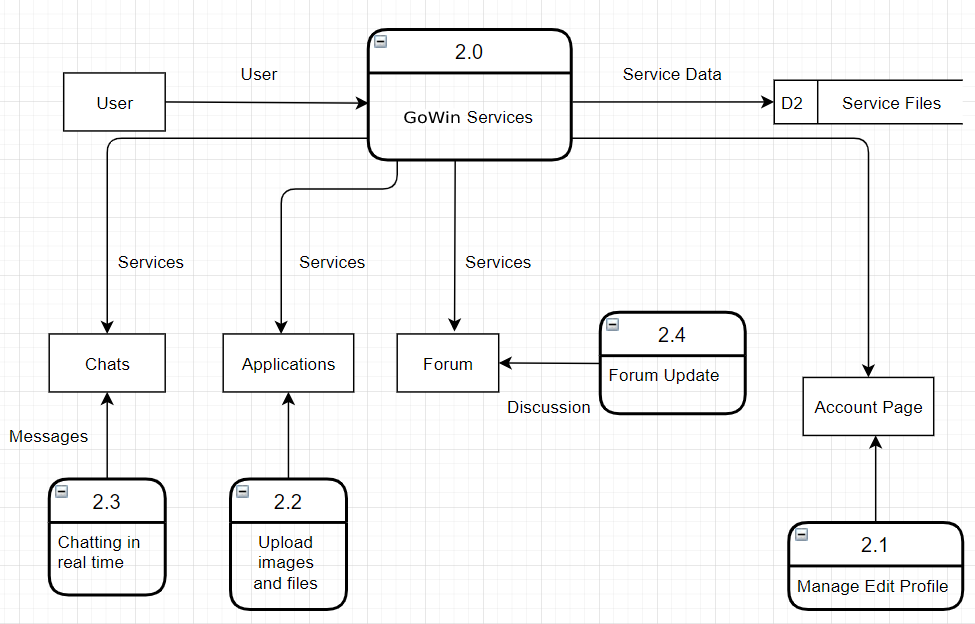 2.0
User
Service Data
User
GoWin Services
D2
Service Files
Services
Services
Services
2.4
Chats
Applications
Forum
Forum Update
Discussion
Account Page
Messages
2.3
2.2
2.1
Chatting in
real time
Upload
images
and files
Manage Edit Profile